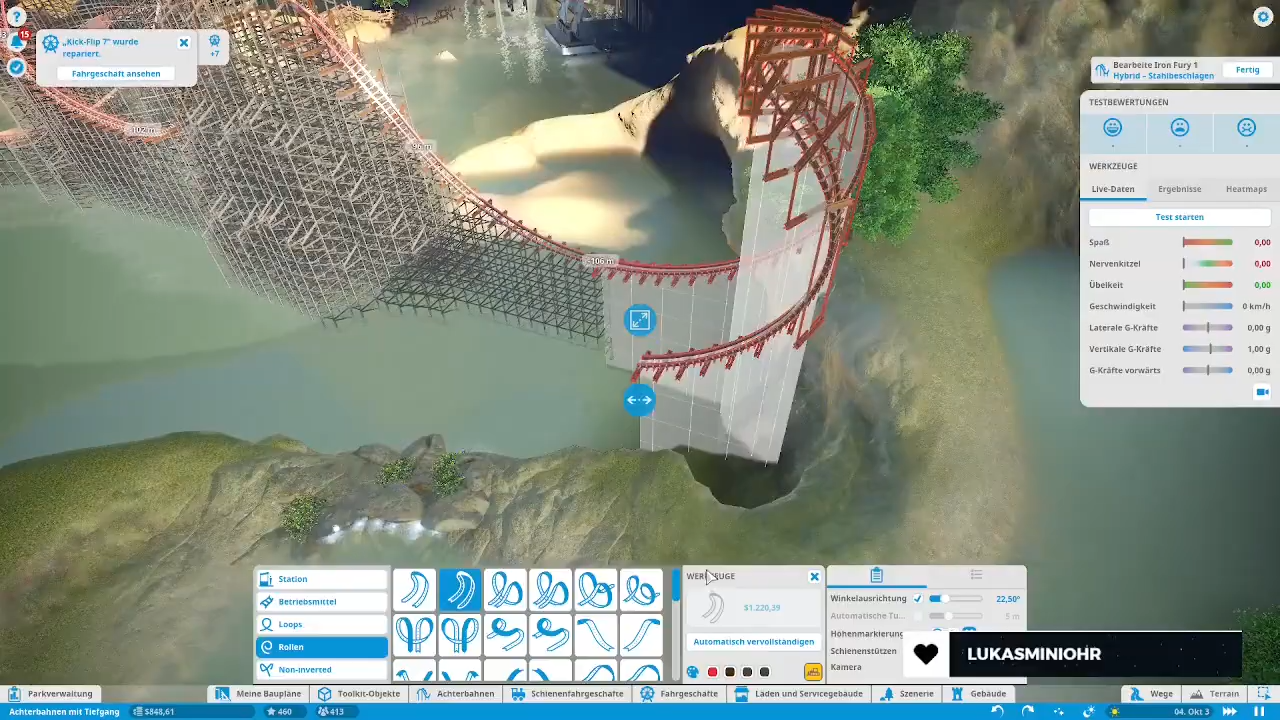 ?
15
3
„Kick-Flip 7" wurde
repariert.
+7
Fahrgeschäft ansehen
Bearbeite Iron Fury 1
Hybrid – Stahlbeschlagen
Fertig
TESTBEWERTUNGEN
-
-
-
WERKZEUGE
Live-Daten
Ergebnisse
Heatmaps
Test starten
Spaß
0,00
Nervenkitzel
0,00
Übelkeit
0,00
Geschwindigkeit
0 km/h
Laterale G-Kräfte
0,00 g
Vertikale G-Kräfte
1,00 g
G-Kräfte vorwärts
0,00 g
-102 m
-106 m
Station
Betriebsmittel
Loops
Rollen
Non-inverted
WERKZEUGE
$1.220,39
Automatisch vervollständigen
Winkelausrichtung
22,50°
Automatische Tu...
5 m
Höhenmarkierung
Schienenstützen
Kamera
LUKASMINIOHR
Parkverwaltung
Meine Baupläne
Toolkit-Objekte
Achterbahnen
Schienenfahrgeschäfte
Fahrgeschäfte
Läden und Servicegebäude
Szenerie
Gebäude
Wege
Terrain
Achterbahnen mit Tiefgang
$848,61
460
413
04. Okt 3